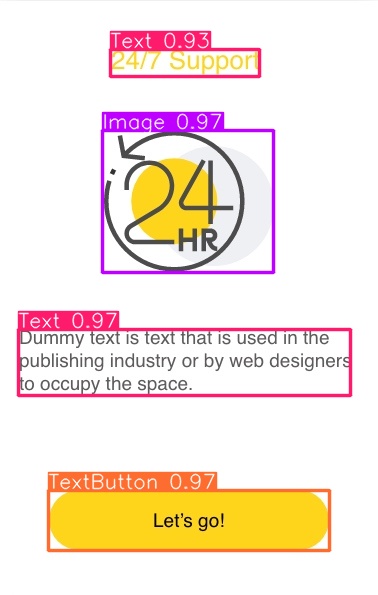 Text 0.93
24/7 Support
Image 0.97
24
HR
Text 0.97
Dummy text is text that is used in the
publishing industry or by web designers
to occupy the space.
TextButton 0.97
Let’s go!